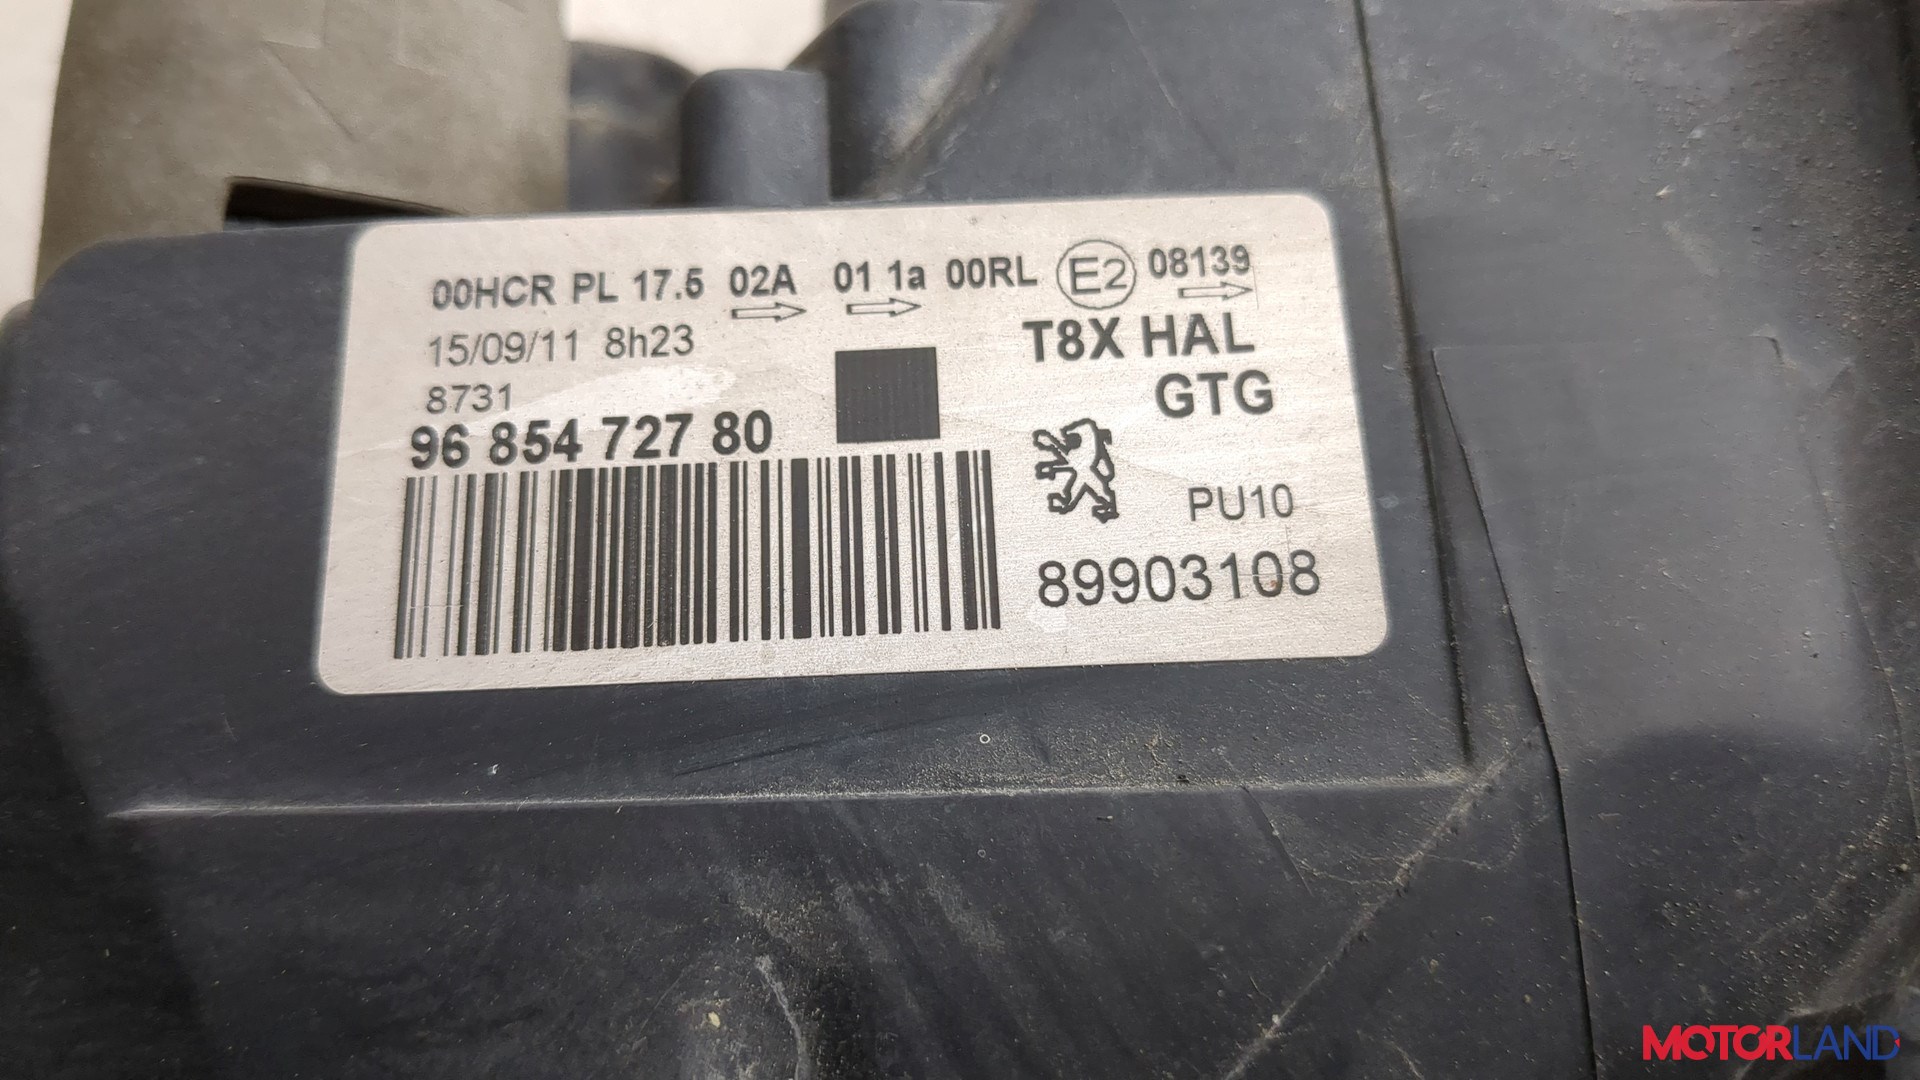 00HCR PL 17.5 02A 01 1a 00RL E2 08139
15/09/11 8h23
T8X HAL
8731
GTG
96 854 727 80
PU10
89903108
MOTORLAND